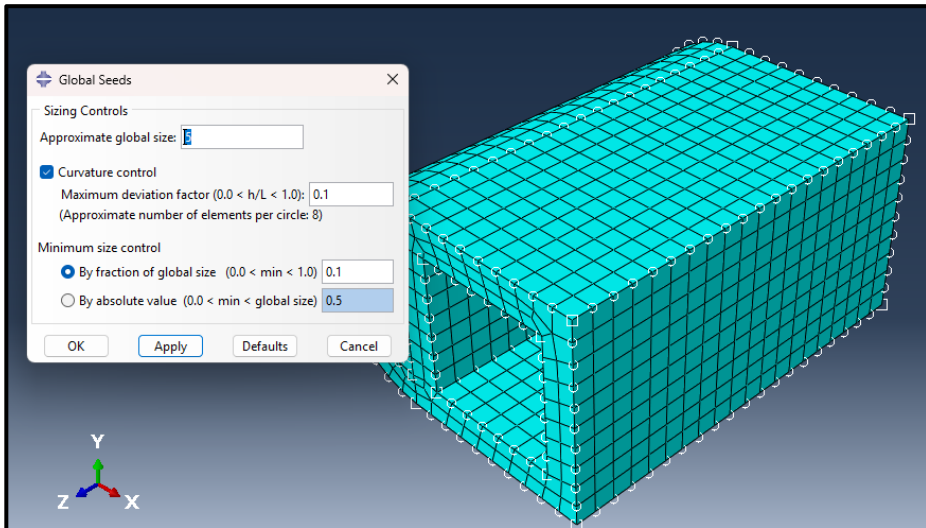 Global Seeds
Sizing Controls
Approximate global size: 5
Curvature control
Maximum deviation factor (0.0 < h/L < 1.0): 0.1
(Approximate number of elements per circle: 8)
Minimum size control
By fraction of global size (0.0 < min < 1.0) 0.1
By absolute value (0.0 < min < global size) 0.5
OK Apply Defaults Cancel
Y
Z X